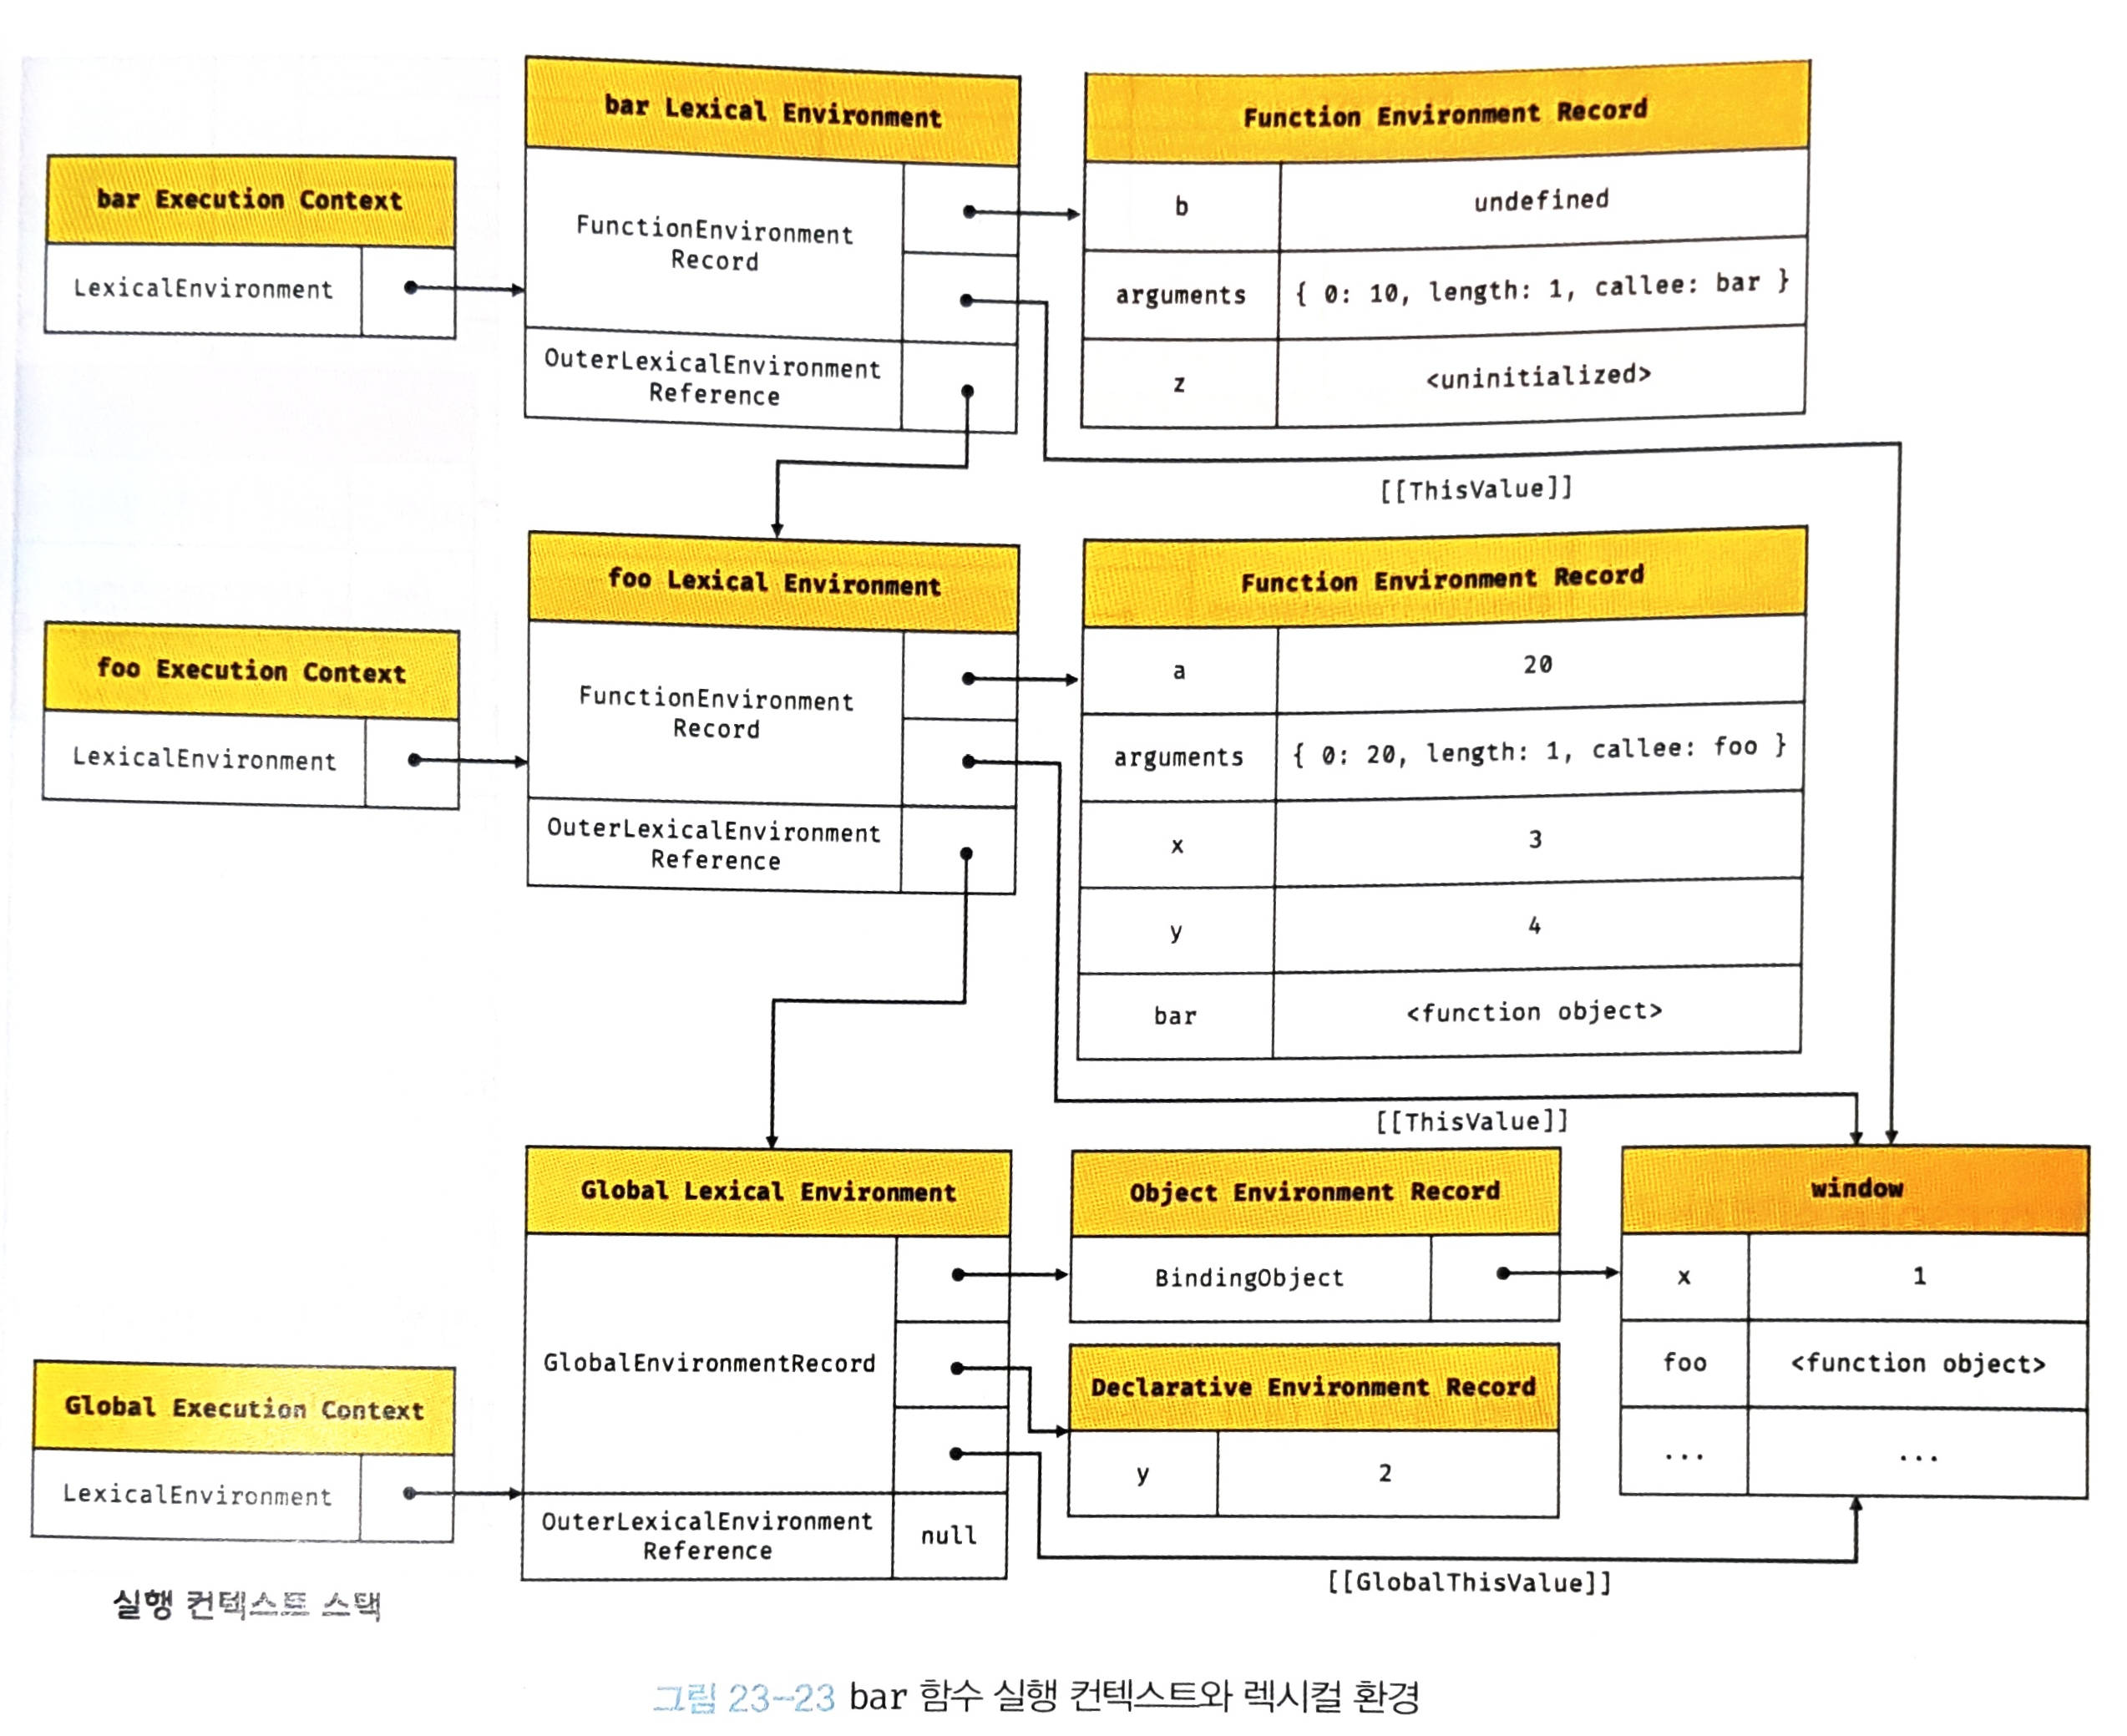 bar Lexical Environment
Function Environment Record
bar Execution Context
LexicalEnvironment
FunctionEnvironment
Record
OuterLexicalEnvironment
Reference
b undefined
arguments { 0: 10, length: 1, callee: bar }
z <uninitialized>
[[ThisValue]]
foo Lexical Environment
Function Environment Record
foo Execution Context
LexicalEnvironment
FunctionEnvironment
Record
OuterLexicalEnvironment
Reference
a 20
arguments { 0: 20, length: 1, callee: foo }
x 3
y 4
bar <function object>
[[ThisValue]]
Global Lexical Environment
Object Environment Record
window
BindingObject
x 1
GlobalEnvironmentRecord
foo <function object>
Declarative Environment Record
Global Execution Context
... ...
y 2
LexicalEnvironment
OuterLexicalEnvironment
Reference
null
[[GlobalThisValue]]
실행 컨텍스트 스택
그림 23-23 bar 함수 실행 컨텍스트와 렉시컬 환경